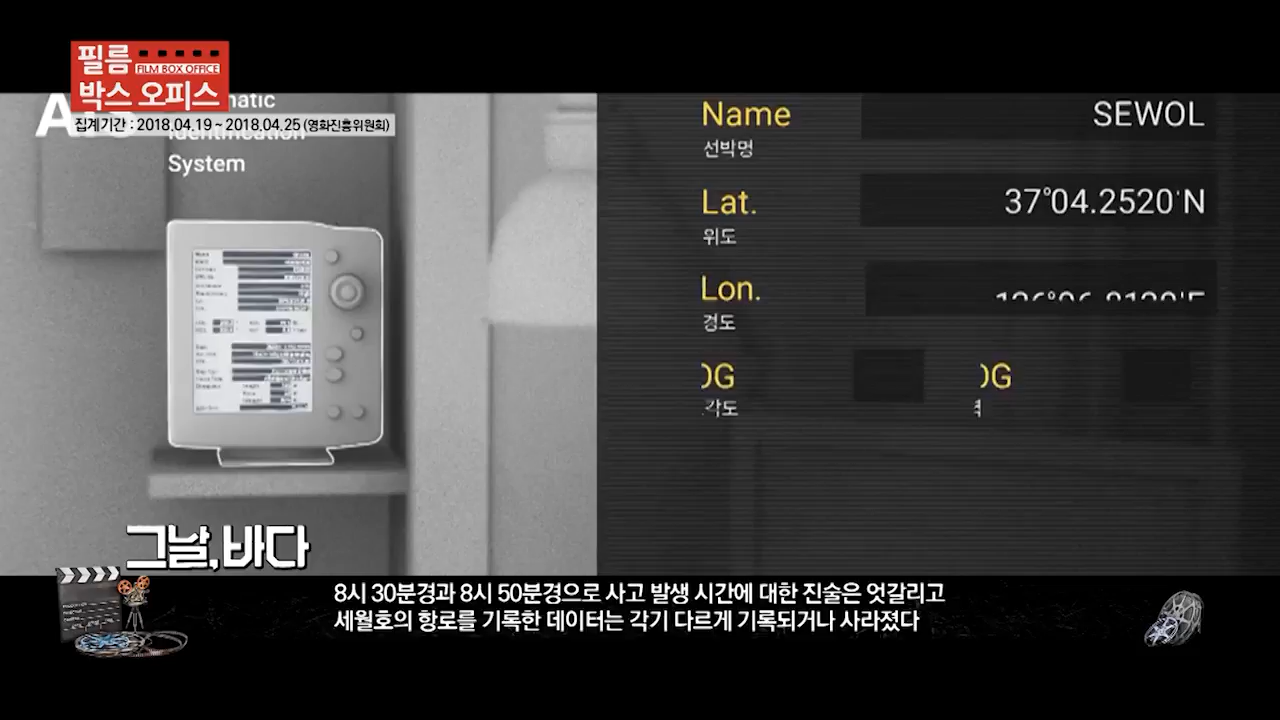 필름
FILM BOX OFFICE
박스 오피스
집계기간 : 2018.04.19 ~ 2018.04.25 (영화진흥위원회)
Identification
System
Name
SEWOL
선박명
Lat.
37°04.2520'N
위도
Lon.
경도
그날, 바다
8시 30분경과 8시 50분경으로 사고 발생 시간에 대한 진술은 엇갈리고
세월호의 항로를 기록한 데이터는 각기 다르게 기록되거나 사라졌다